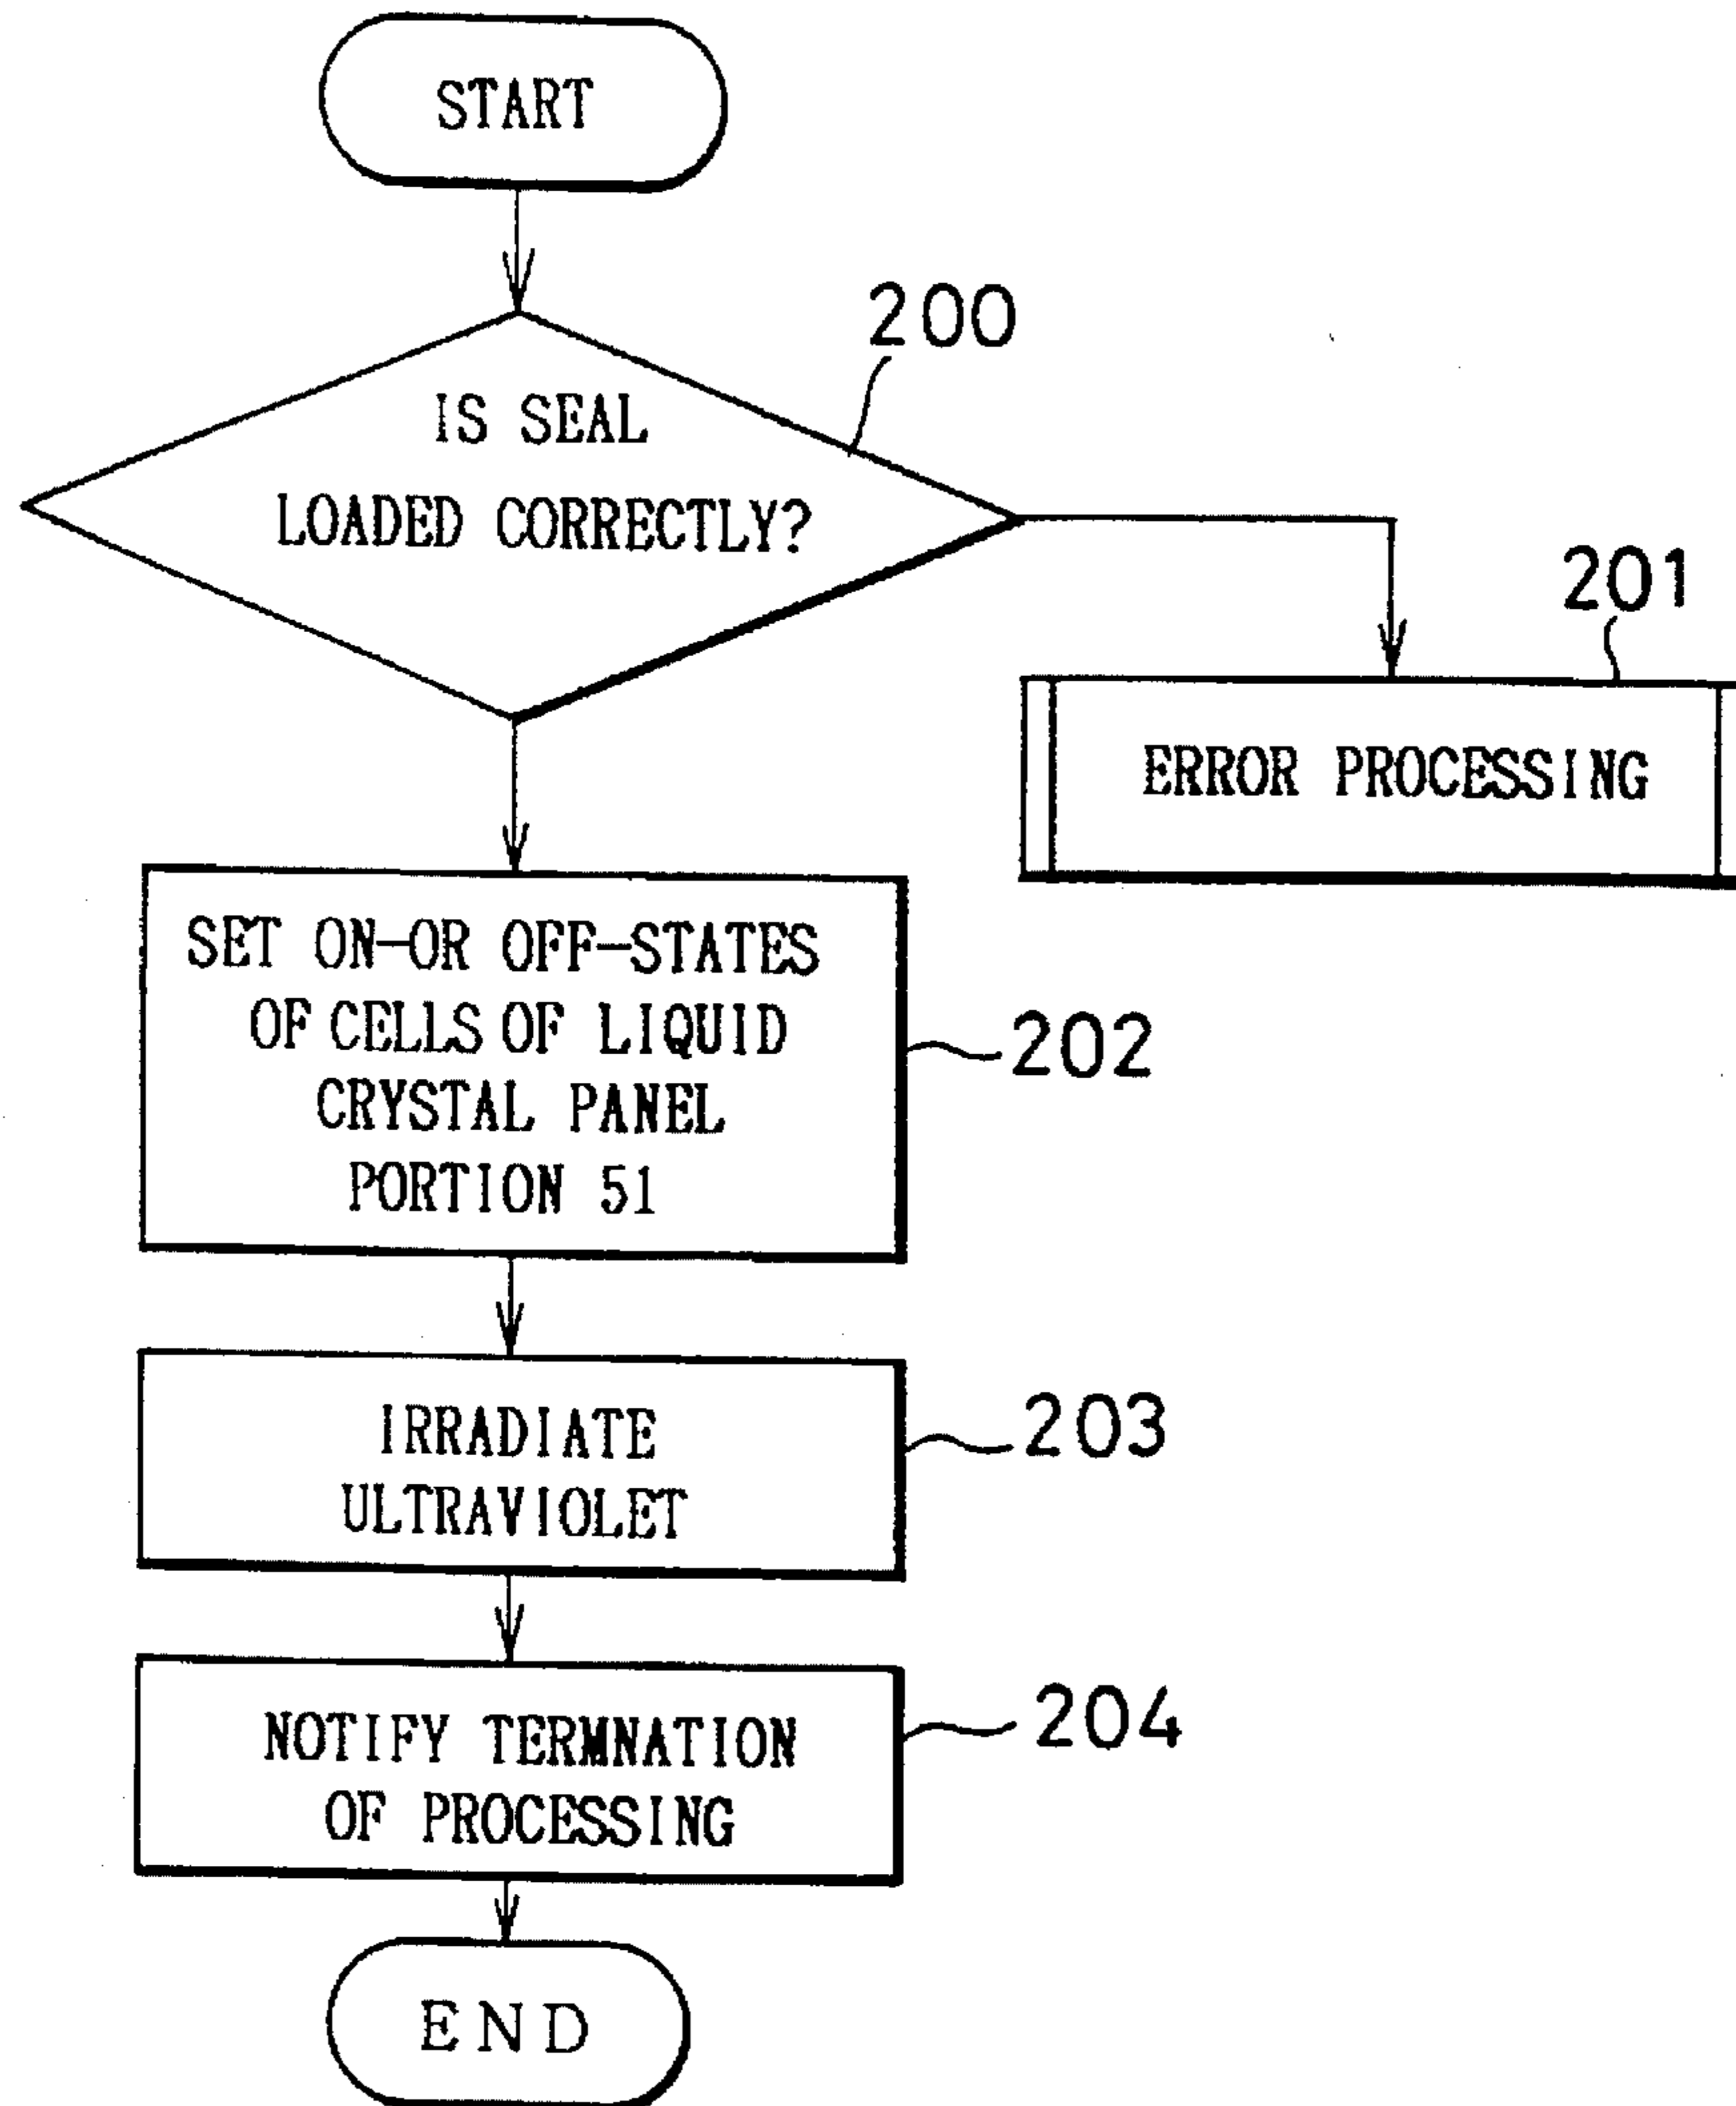 START
200
IS SEAL
LOADED CORRECTLY?
201
ERROR PROCESSING
SET ON-OR OFF-STATES
OF CELLS OF LIQUID
CRYSTAL PANEL
PORTION 51
202
IRRADIATE
ULTRAVIOLET
203
NOTIFY TERMNATION
OF PROCESSING
204
END